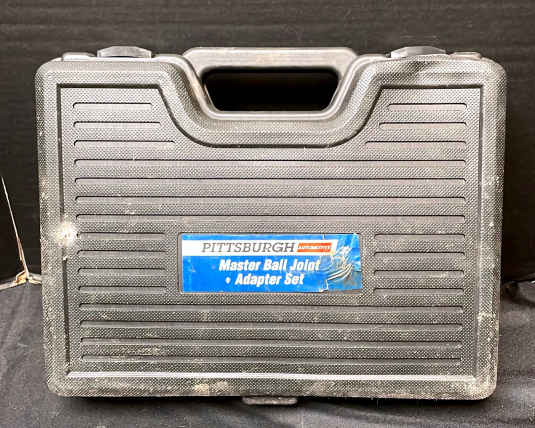 PITTSBURGH AUTOMOTIVE
Master Ball Joint
• Adapter Set